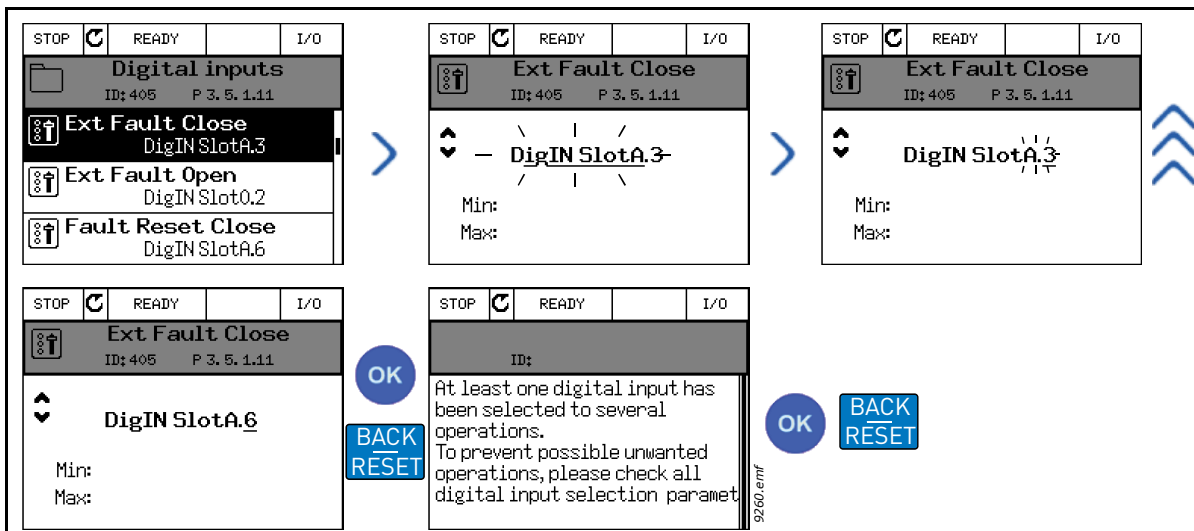 STOP READY I/O
Digital inputs
ID: 405 P 3.5.1.11
Ext Fault Close
DigIN SlotA.3
Ext Fault Open
DigIN Slot0.2
Fault Reset Close
DigIN SlotA.6
STOP READY I/O
Ext Fault Close
ID: 405 P 3.5.1.11
DigIN SlotA.3
Min:
Max:
STOP READY I/O
Ext Fault Close
ID: 405 P 3.5.1.11
DigIN SlotA.3
Min:
Max:
STOP READY I/O
Ext Fault Close
ID: 405 P 3.5.1.11
DigIN SlotA.6
Min:
Max:
OK
BACK
RESET
STOP READY I/O
ID:
At least one digital input has
been selected to several
operations.
To prevent possible unwanted
operations, please check all
digital input selection paramet
OK
BACK
RESET
9260.emf